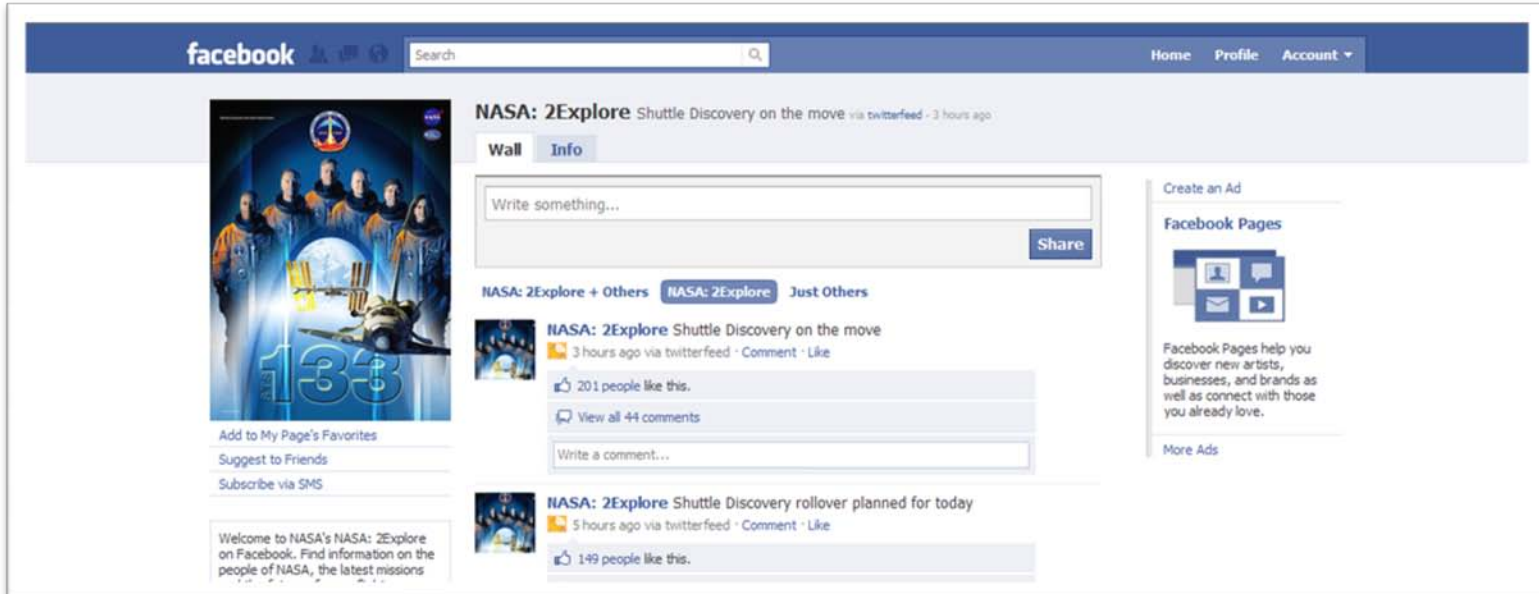 facebook
Search
Home Profile Account
NASA: 2Explore Shuttle Discovery on the move via twitterfeed - 3 hours ago
Wall Info
Write something...
Share
NASA: 2Explore + Others NASA: 2Explore Just Others
NASA: 2Explore Shuttle Discovery on the move
3 hours ago via twitterfeed · Comment · Like
201 people like this.
View all 44 comments
Write a comment...
NASA: 2Explore Shuttle Discovery rollover planned for today
5 hours ago via twitterfeed · Comment · Like
149 people like this.
NASA
STS 133
Add to My Page's Favorites
Suggest to Friends
Subscribe via SMS
Welcome to NASA's NASA: 2Explore
on Facebook. Find information on the
people of NASA, the latest missions
Create an Ad
Facebook Pages
Facebook Pages help you
discover new artists,
businesses, and brands as
well as connect with those
you already love.
More Ads